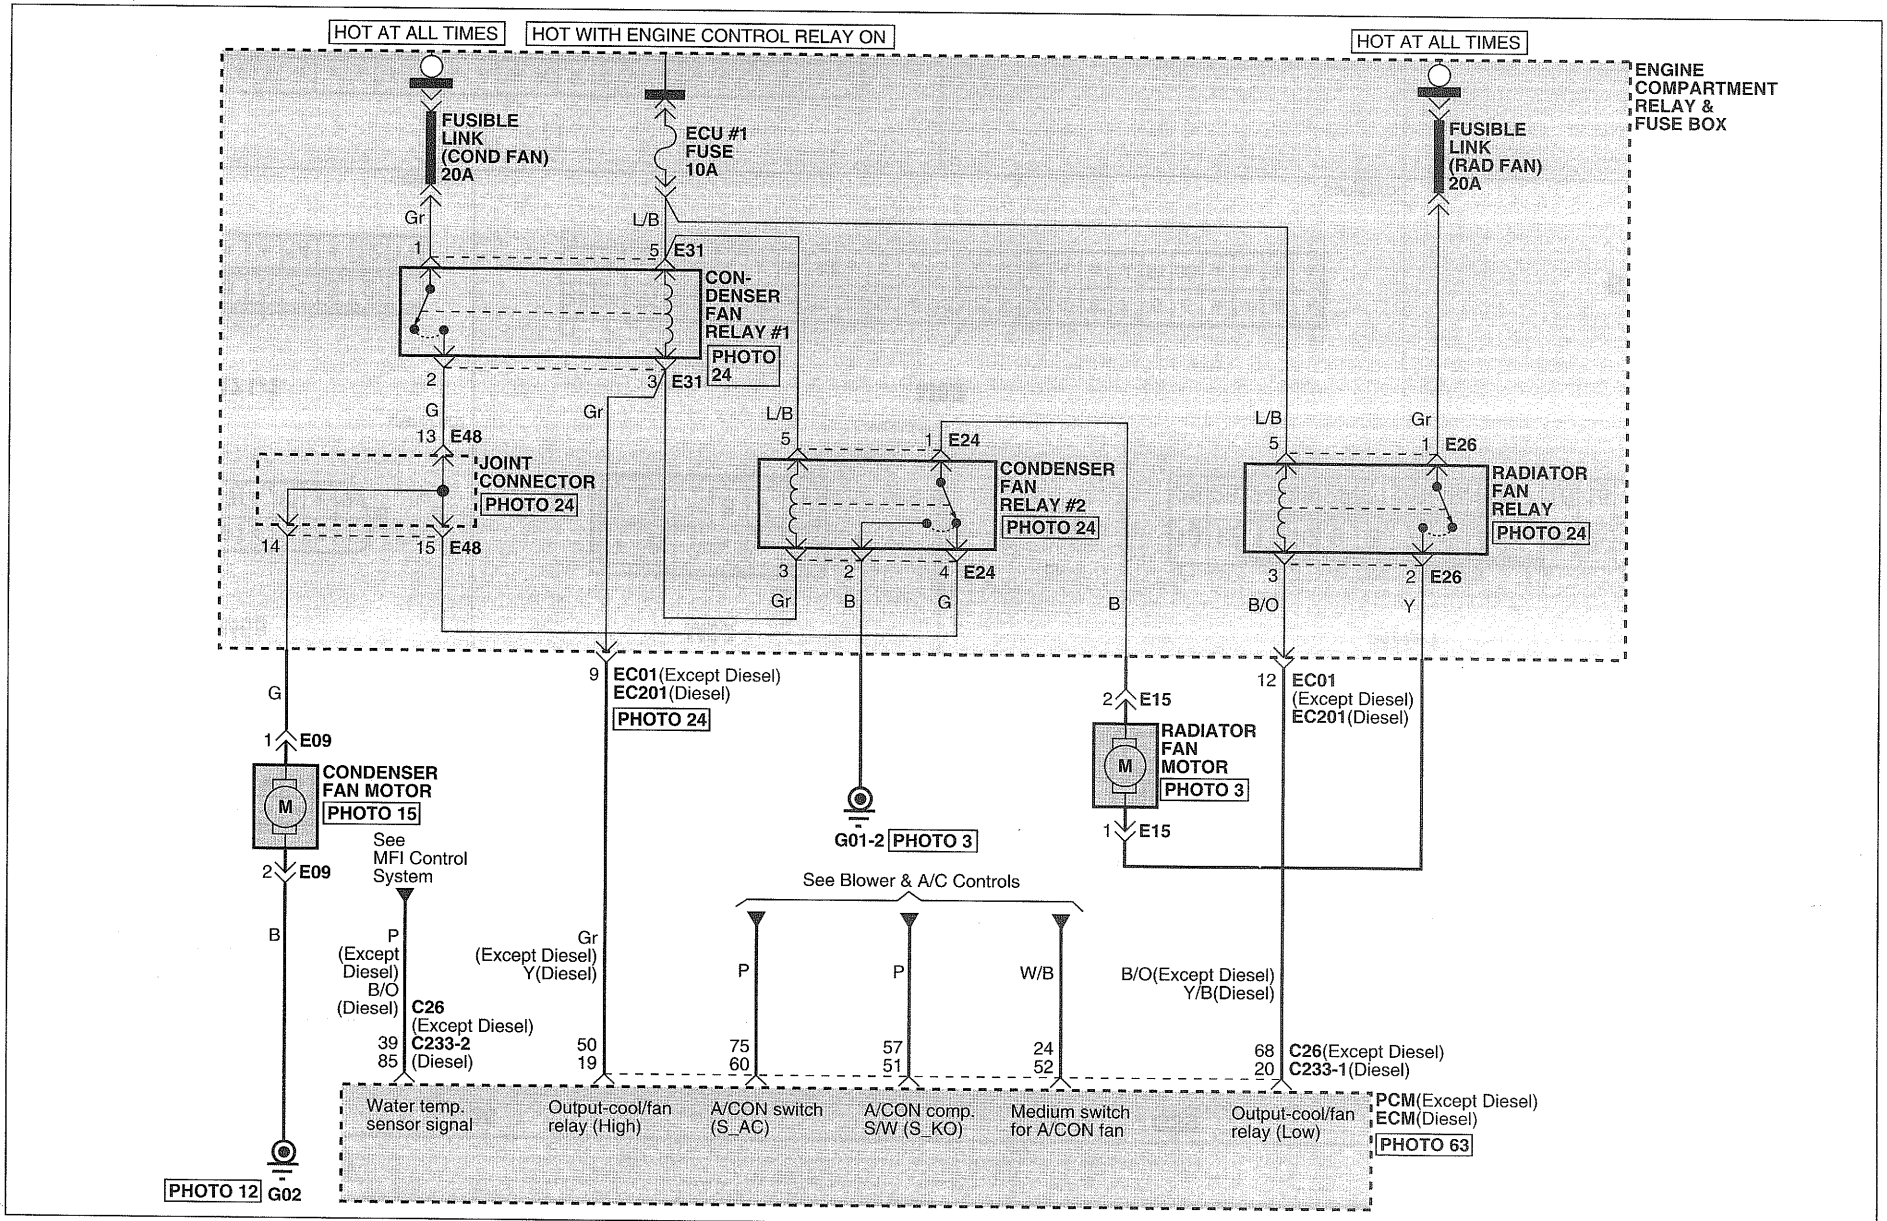 HOT AT ALL TIMES
HOT WITH ENGINE CONTROL RELAY ON
HOT AT ALL TIMES
ENGINE
COMPARTMENT
RELAY &
FUSE BOX
FUSIBLE
LINK
(COND FAN)
20A
ECU #1
FUSE
10A
FUSIBLE
LINK
(RAD FAN)
20A
Gr
L/B
1
5
E31
CON-
DENSER
FAN
RELAY #1
PHOTO
24
2
3
E31
G
Gr
13
E48
JOINT
CONNECTOR
PHOTO 24
14
15
E48
L/B
5
1
E24
CONDENSER
FAN
RELAY #2
PHOTO 24
3
2
4
E24
Gr
B
G
B
L/B
Gr
5
1
E26
RADIATOR
FAN
RELAY
PHOTO 24
3
2
E26
B/O
Y
9
EC01(Except Diesel)
EC201(Diesel)
PHOTO 24
12
EC01
(Except Diesel)
EC201(Diesel)
G
1
E09
CONDENSER
FAN MOTOR
PHOTO 15
M
2
E09
2
E15
RADIATOR
FAN
MOTOR
PHOTO 3
M
1
E15
G01-2
PHOTO 3
See
MFI Control
System
See Blower & A/C Controls
B
P
(Except
Diesel)
B/O
(Diesel)
C26
(Except Diesel)
39
C233-2
85
(Diesel)
Gr
(Except Diesel)
Y(Diesel)
50
19
P
75
60
P
57
51
W/B
24
52
B/O(Except Diesel)
Y/B(Diesel)
68
C26(Except Diesel)
20
C233-1(Diesel)
Water temp.
sensor signal
Output-cool/fan
relay (High)
A/CON switch
(S_AC)
A/CON comp.
S/W (S_KO)
Medium switch
for A/CON fan
Output-cool/fan
relay (Low)
PCM(Except Diesel)
ECM(Diesel)
PHOTO 63
PHOTO 12
G02